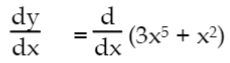 dy/dx = d/dx (3x⁵ + x²)